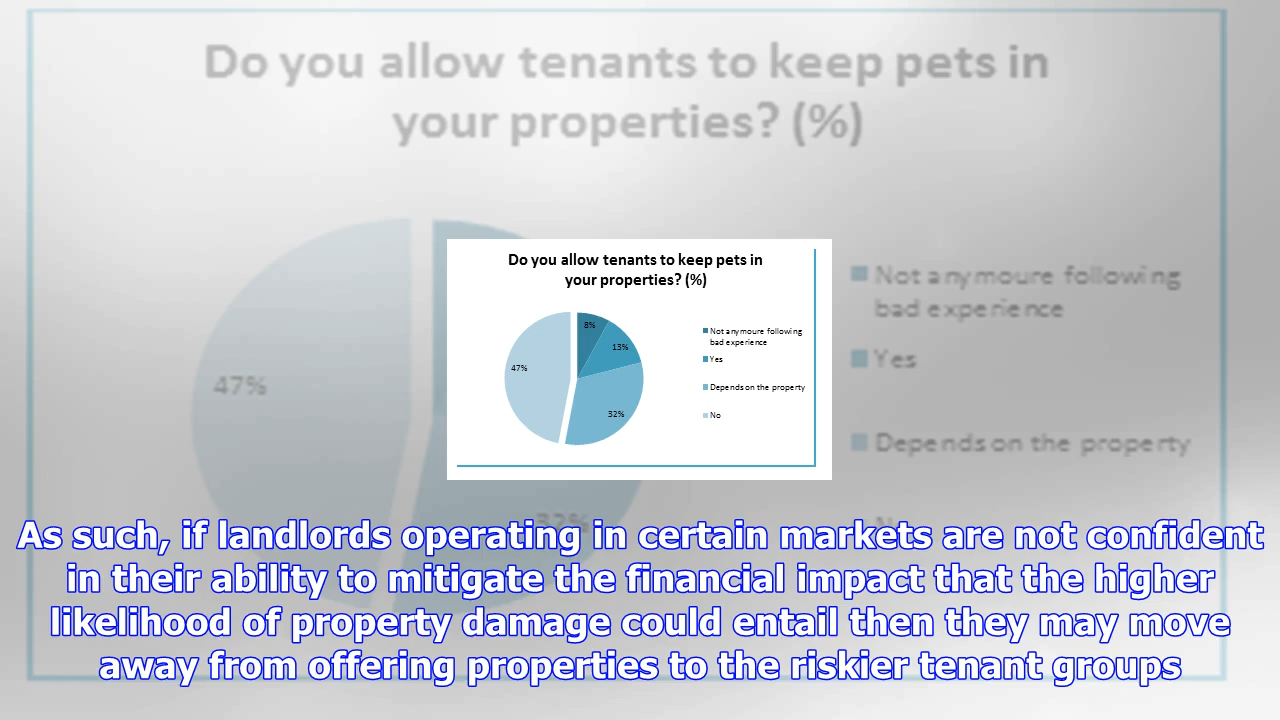 Do you allow tenants to keep pets in
your properties? (%)
Not anymoure following
bad experience
Yes
Depends on the property
47%
32%
Do you allow tenants to keep pets in
your properties? (%)
8%
13%
47%
32%
Not anymoure following
bad experience
Yes
Depends on the property
No
As such, if landlords operating in certain markets are not confident
in their ability to mitigate the financial impact that the higher
likelihood of property damage could entail then they may move
away from offering properties to the riskier tenant groups